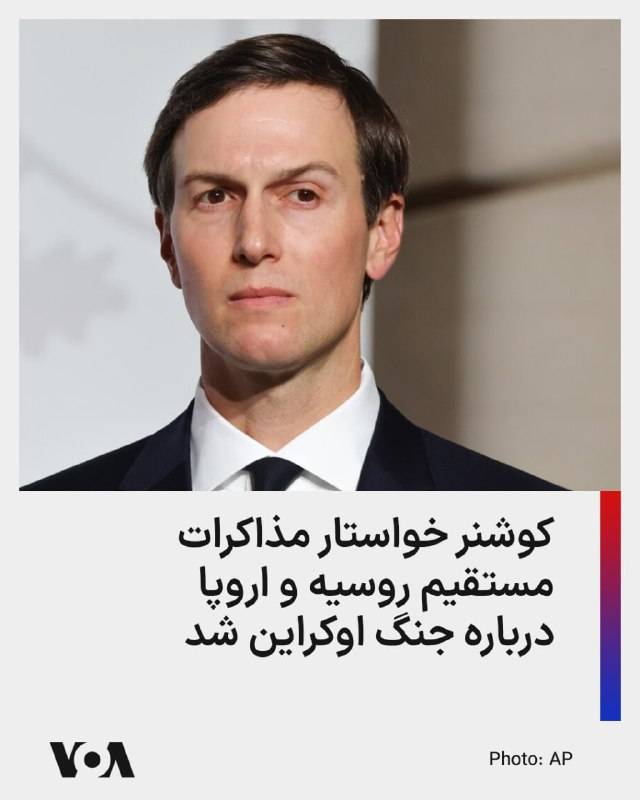 کوشنر خواستار مذاکرات
مستقیم روسیه و اروپا
درباره جنگ اوکراین شد
VOA
Photo: AP